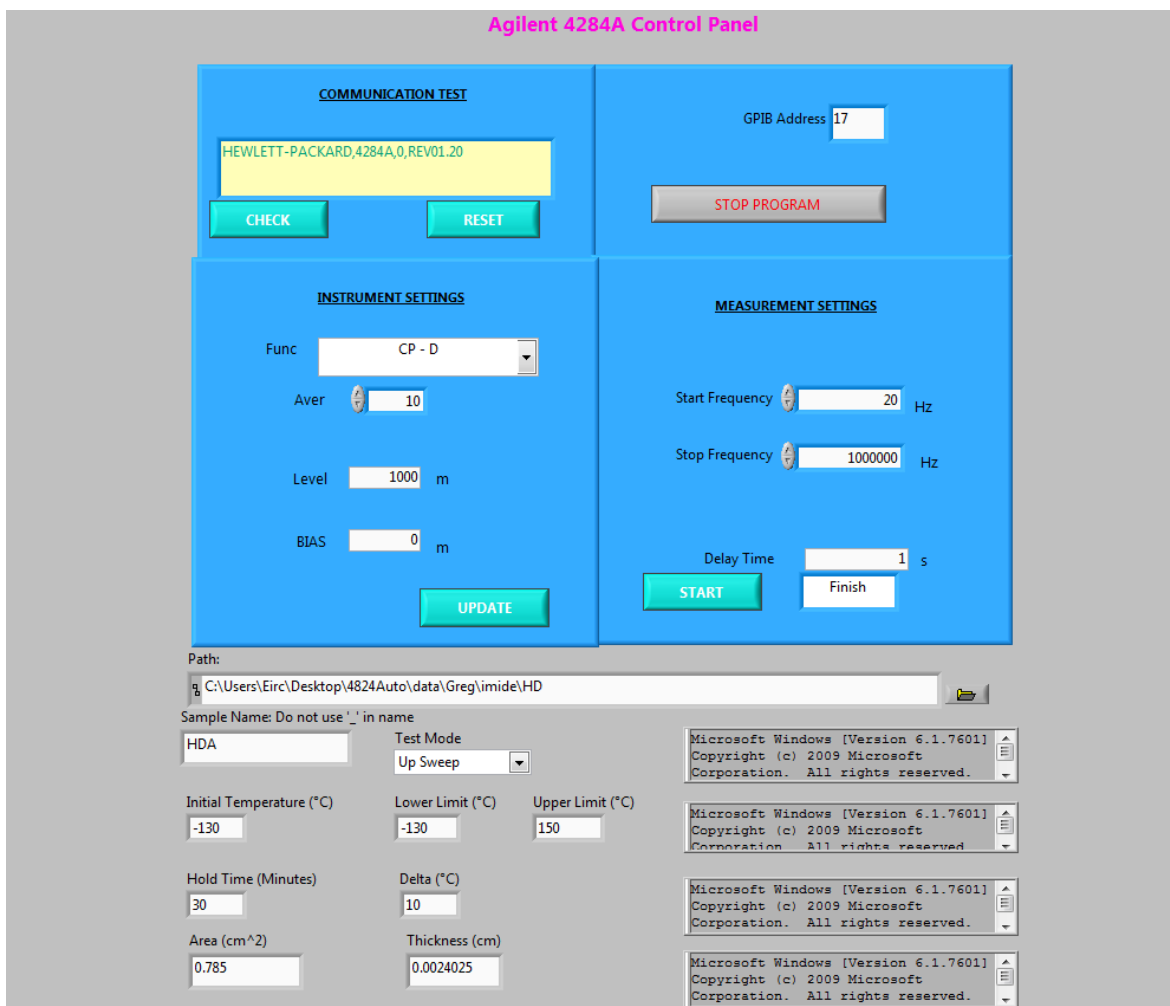 Agilent 4284A Control Panel
COMMUNICATION TEST
HEWLETT-PACKARD,4284A,0,REV01.20
CHECK
RESET
GPIB Address 17
STOP PROGRAM
INSTRUMENT SETTINGS
Func CP - D
Aver 10
Level 1000 m
BIAS 0 m
UPDATE
MEASUREMENT SETTINGS
Start Frequency 20 Hz
Stop Frequency 1000000 Hz
Delay Time 1 s
START Finish
Path:
C:\Users\Eirc\Desktop\4824Auto\data\Greg\imide\HD
Sample Name: Do not use '_' in name
HDA
Test Mode
Up Sweep
Microsoft Windows [Version 6.1.7601]
Copyright (c) 2009 Microsoft
Corporation.  All rights reserved.
Initial Temperature (°C)
-130
Lower Limit (°C)
-130
Upper Limit (°C)
150
Microsoft Windows [Version 6.1.7601]
Copyright (c) 2009 Microsoft
Corporation.  All rights reserved
Hold Time (Minutes)
30
Delta (°C)
10
Microsoft Windows [Version 6.1.7601]
Copyright (c) 2009 Microsoft
Corporation.  All rights reserved.
Area (cm^2)
0.785
Thickness (cm)
0.0024025
Microsoft Windows [Version 6.1.7601]
Copyright (c) 2009 Microsoft
Corporation.  All rights reserved.